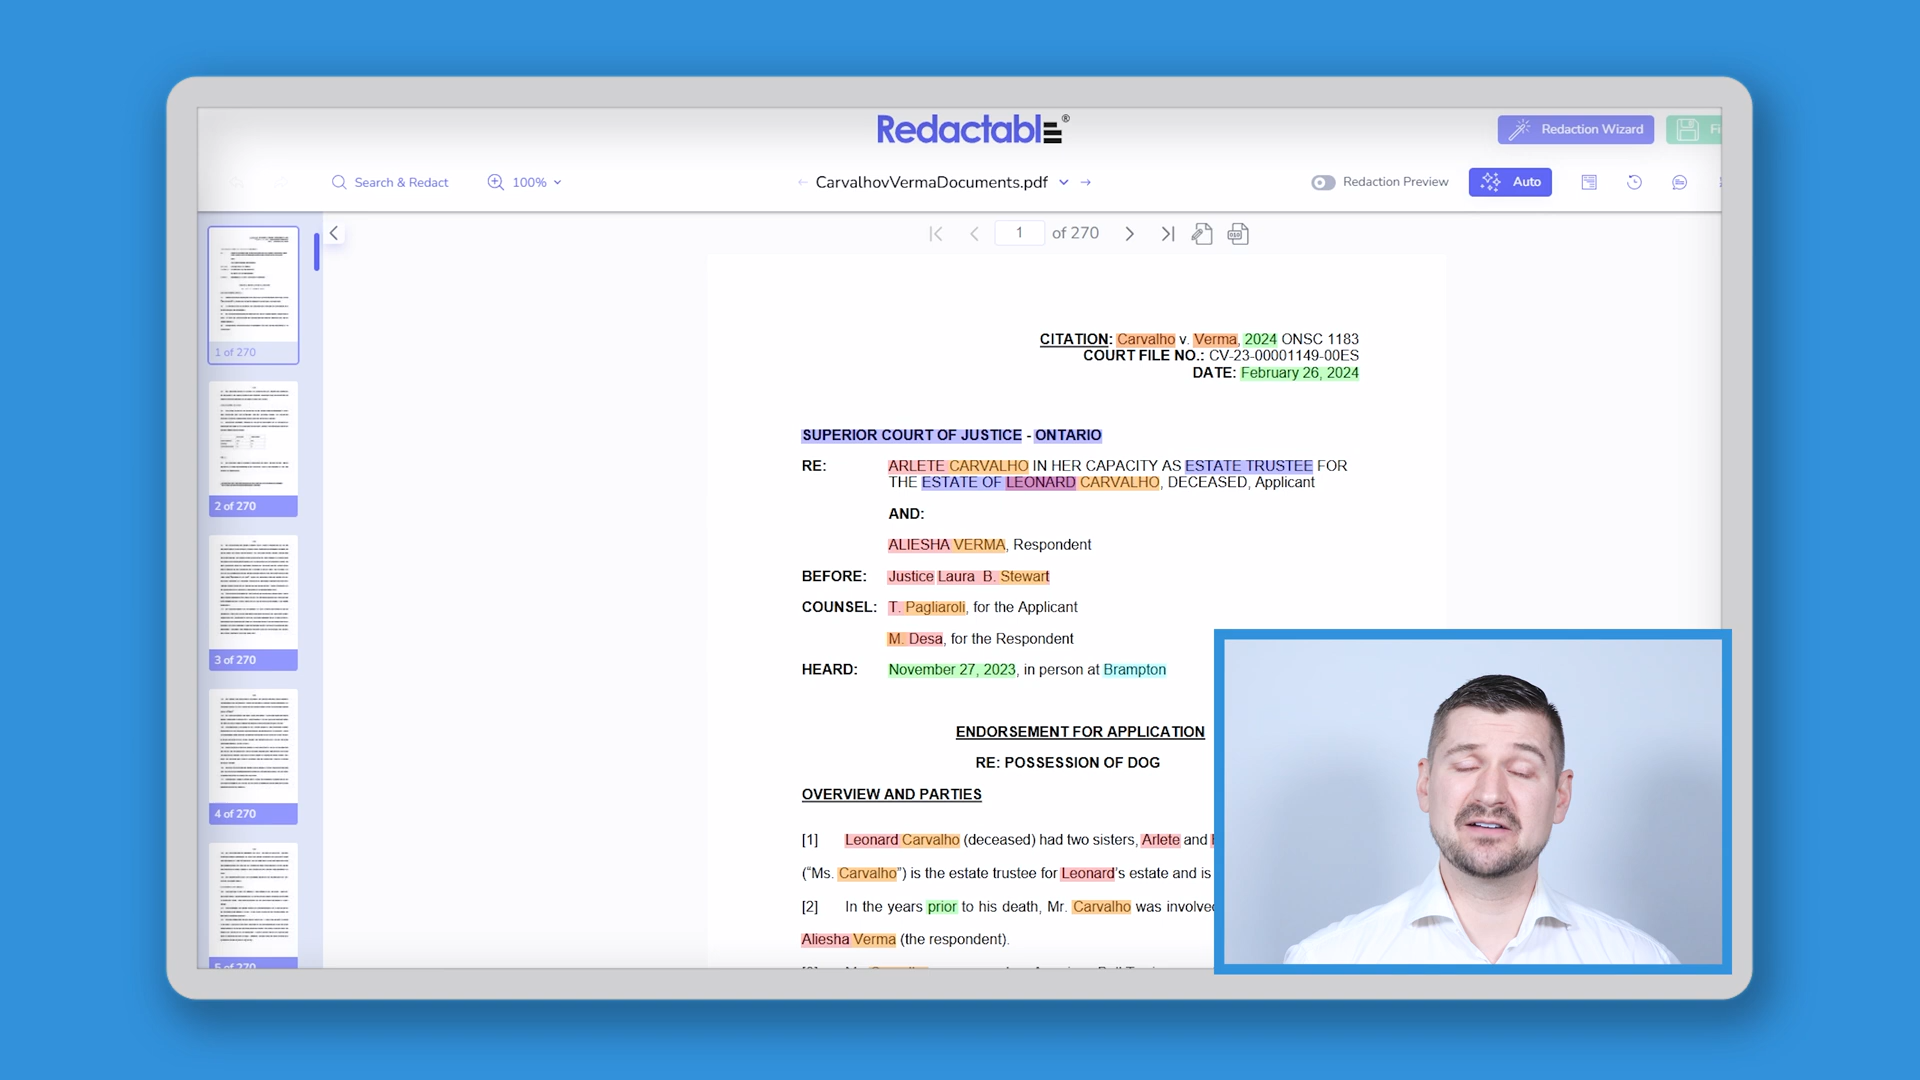 Redactable®
Redaction Wizard
Search & Redact
100%
CarvalhovVermaDocuments.pdf
Redaction Preview
Auto
1 of 270
CITATION: Carvalho v. Verma, 2024 ONSC 1183
COURT FILE NO.: CV-23-00001149-00ES
DATE: February 26, 2024
SUPERIOR COURT OF JUSTICE - ONTARIO
RE: ARLETE CARVALHO IN HER CAPACITY AS ESTATE TRUSTEE FOR
THE ESTATE OF LEONARD CARVALHO, DECEASED, Applicant
AND:
ALIESHA VERMA, Respondent
BEFORE: Justice Laura B. Stewart
COUNSEL: T. Pagliaroli, for the Applicant
M. Desa, for the Respondent
HEARD: November 27, 2023, in person at Brampton
ENDORSEMENT FOR APPLICATION
RE: POSSESSION OF DOG
OVERVIEW AND PARTIES
[1] Leonard Carvalho (deceased) had two sisters, Arlete and
(“Ms. Carvalho”) is the estate trustee for Leonard’s estate and is
[2] In the years prior to his death, Mr. Carvalho was involved
Aliesha Verma (the respondent).
1 of 270
2 of 270
3 of 270
4 of 270
5 of 270